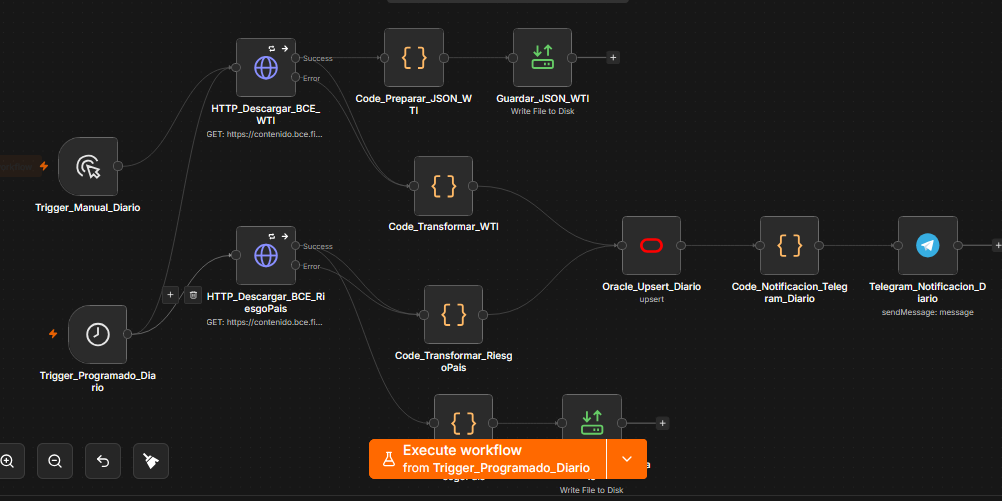 Success
Error
HTTP_Descargar_BCE_
WTI
GET: https://contenido.bce.fi...
Code_Preparar_JSON_W
TI
Guardar_JSON_WTI
Write File to Disk
Trigger_Manual_Diario
Code_Transformar_WTI
Success
Error
HTTP_Descargar_BCE_Ri
esgoPais
GET: https://contenido.bce.fi...
Oracle_Upsert_Diario
upsert
Code_Notificacion_Teleg
ram_Diario
Telegram_Notificacion_D
iario
sendMessage: message
Code_Transformar_Riesg
oPais
Trigger_Programado_Dia
rio
Execute workflow
from Trigger_Programado_Diario
Write File to Disk